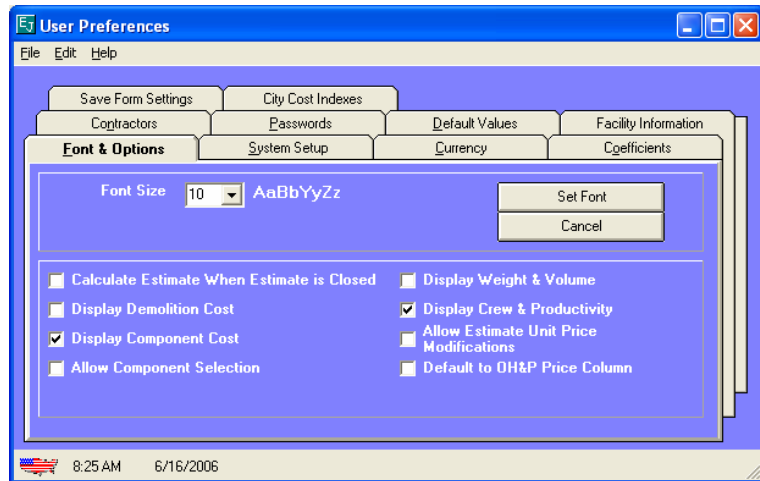 EJ User Preferences
File Edit Help
Save Form Settings City Cost Indexes
Contractors Passwords Default Values Facility Information
Font & Options System Setup Currency Coefficients
Font Size 10 AaBbYyZz Set Font
Cancel
Calculate Estimate When Estimate is Closed Display Weight & Volume
Display Demolition Cost Display Crew & Productivity
Display Component Cost Allow Estimate Unit Price
Modifications
Allow Component Selection Default to OH&P Price Column
8:25 AM 6/16/2006